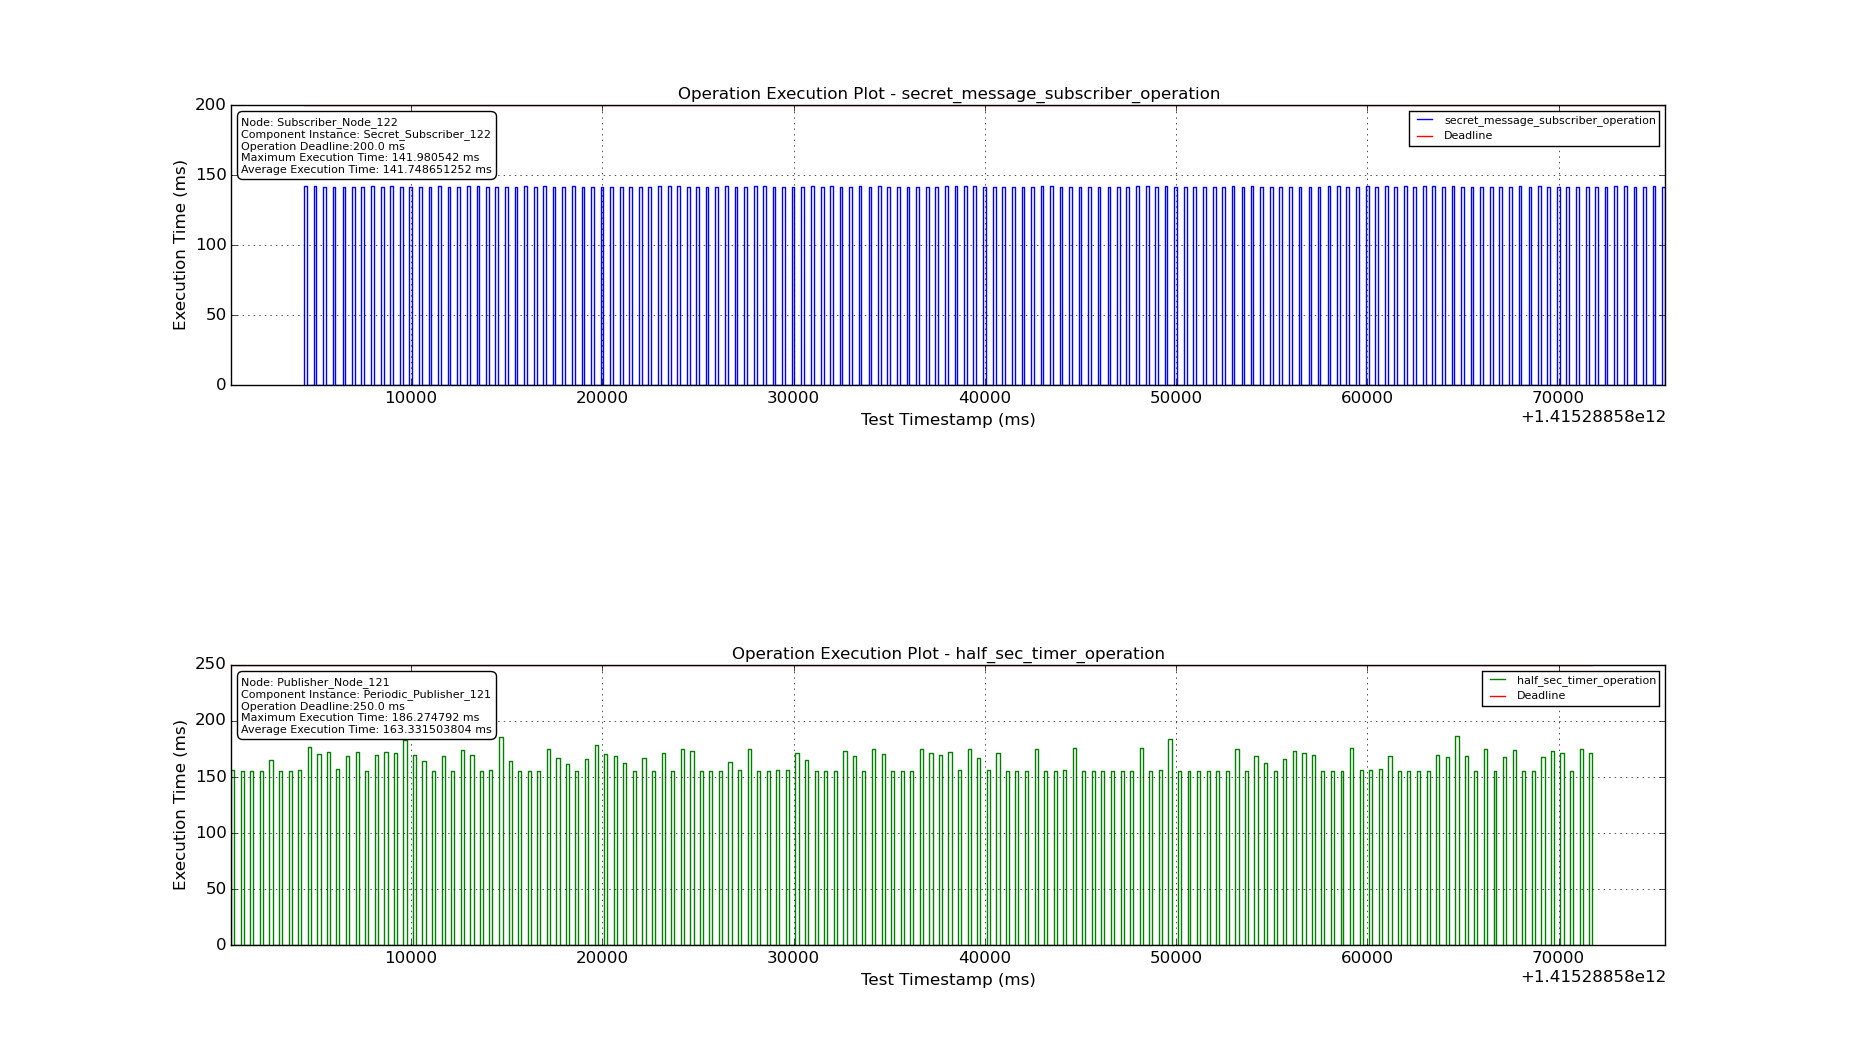 Operation Execution Plot - secret_message_subscriber_operation
200
150
100
50
0
Execution Time (ms)
Node: Subscriber_Node_122
Component Instance: Secret_Subscriber_122
Operation Deadline:200.0 ms
Maximum Execution Time: 141.980542 ms
Average Execution Time: 141.748651252 ms
secret_message_subscriber_operation
Deadline
10000 20000 30000 40000 50000 60000 70000
Test Timestamp (ms)
+1.41528858e12
Operation Execution Plot - half_sec_timer_operation
250
200
150
100
50
0
Execution Time (ms)
Node: Publisher_Node_121
Component Instance: Periodic_Publisher_121
Operation Deadline:250.0 ms
Maximum Execution Time: 186.274792 ms
Average Execution Time: 163.331503804 ms
half_sec_timer_operation
Deadline
10000 20000 30000 40000 50000 60000 70000
Test Timestamp (ms)
+1.41528858e12